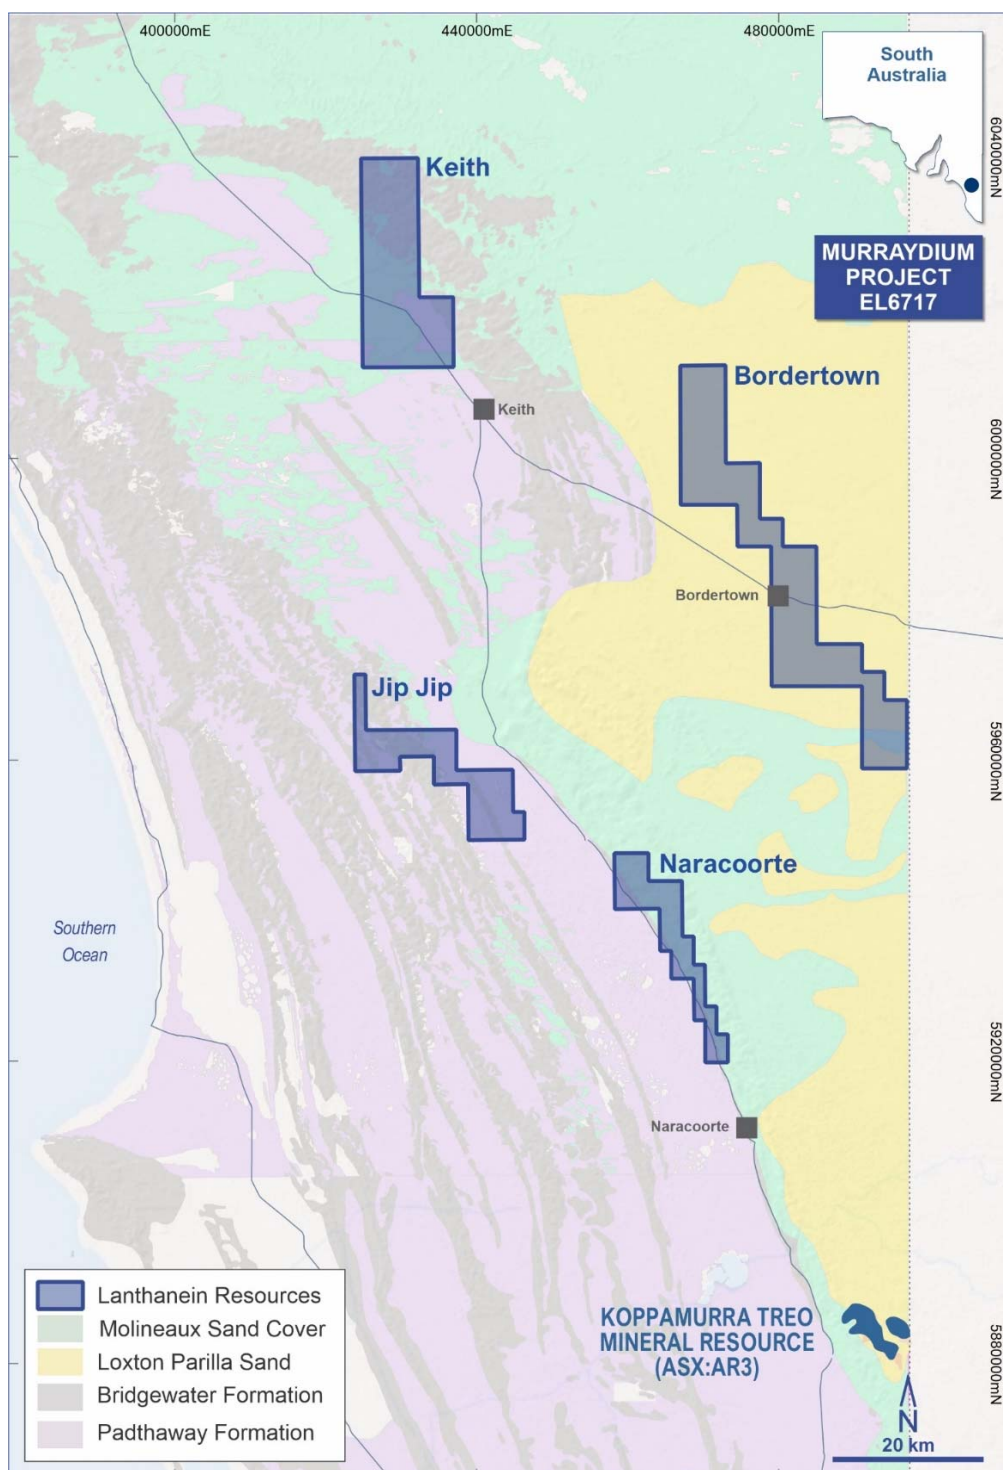 400000mE
440000mE
480000mE
South
Australia
6040000mN
Keith
MURRAYDIUM
PROJECT
EL6717
Bordertown
Keith
6000000mN
Bordertown
Jip Jip
5960000mN
Naracoorte
Southern
Ocean
5920000mN
Naracoorte
KOPPAMURRA TREO
MINERAL RESOURCE
(ASX:AR3)
5880000mN
Lanthanein Resources
Molineaux Sand Cover
Loxton Parilla Sand
Bridgewater Formation
Padthaway Formation
N
20 km